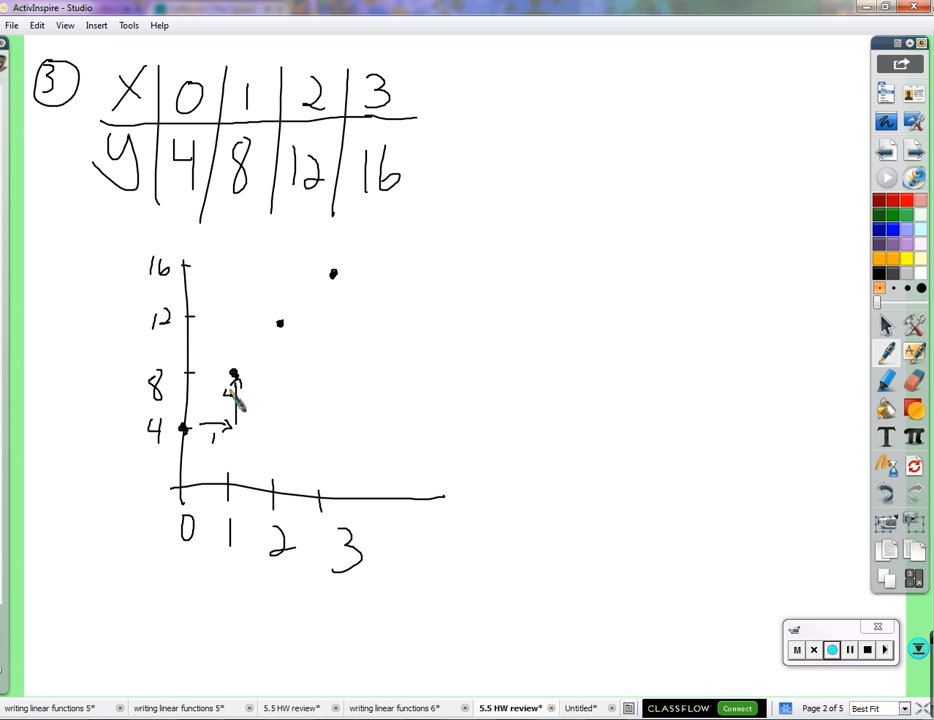 ActivInspire - Studio
File Edit View Insert Tools Help
3
X 0 1 2 3
y 4 8 12 16
16
12
8
4
4
1
0 1 2 3
M
writing linear functions 5* writing linear functions 5* 5.5 HW review* writing linear functions 6* 5.5 HW review* Untitled* CLASSFLOW Connect Page 2 of 5 Best Fit